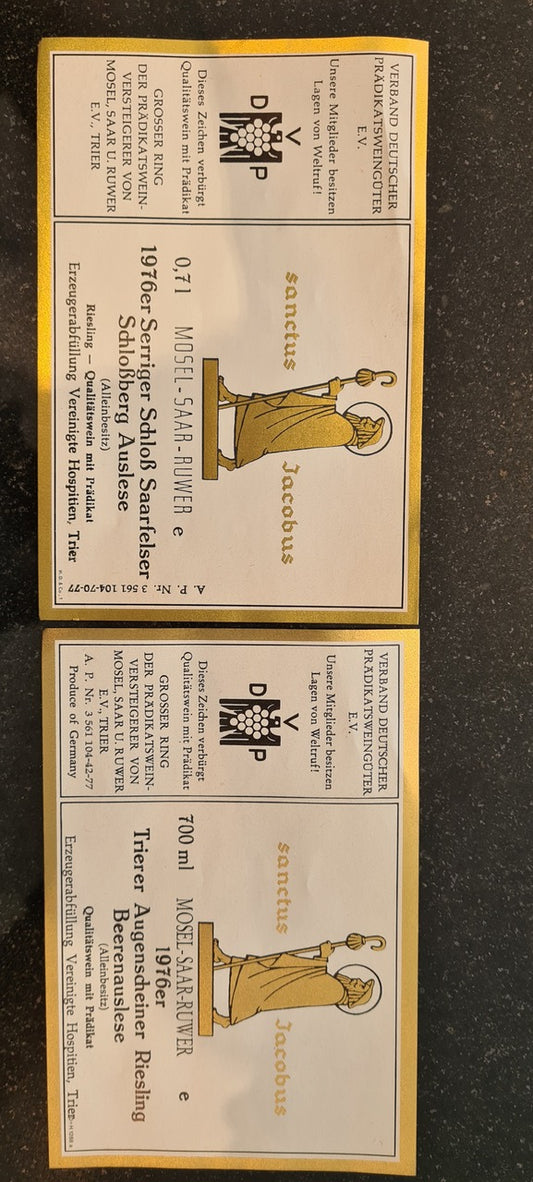 VERBAND DEUTSCHER
PRÄDIKATSWEINGÜTER
E.V.
Unsere Mitglieder besitzen
Lagen von Weltruf!
V
D P
Dieses Zeichen verbürgt
Qualitätswein mit Prädikat
GROSSER RING
DER PRÄDIKATSWEIN-
VERSTEIGERER VON
MOSEL, SAAR U. RUWER
E.V., TRIER
sanctus Jacobus
0,7 l MOSEL-SAAR-RUWER e
1976er Serriger Schloß Saarfelser
Schloßberg Auslese
(Alleinbesitz)
Riesling — Qualitätswein mit Prädikat
Erzeugerabfüllung Vereinigte Hospitien, Trier
A. P. Nr. 3 561 104-70-77
VERBAND DEUTSCHER
PRÄDIKATSWEINGÜTER
E.V.
Unsere Mitglieder besitzen
Lagen von Weltruf!
V
D P
Dieses Zeichen verbürgt
Qualitätswein mit Prädikat
GROSSER RING
DER PRÄDIKATSWEIN-
VERSTEIGERER VON
MOSEL, SAAR U. RUWER
E.V., TRIER
A. P. Nr. 3 561 104-42-77
Produce of Germany
sanctus Jacobus
700 ml MOSEL-SAAR-RUWER e
1976er
Trierer Augenscheiner Riesling
Beerenauslese
(Alleinbesitz)
Qualitätswein mit Prädikat
Erzeugerabfüllung Vereinigte Hospitien, Trier